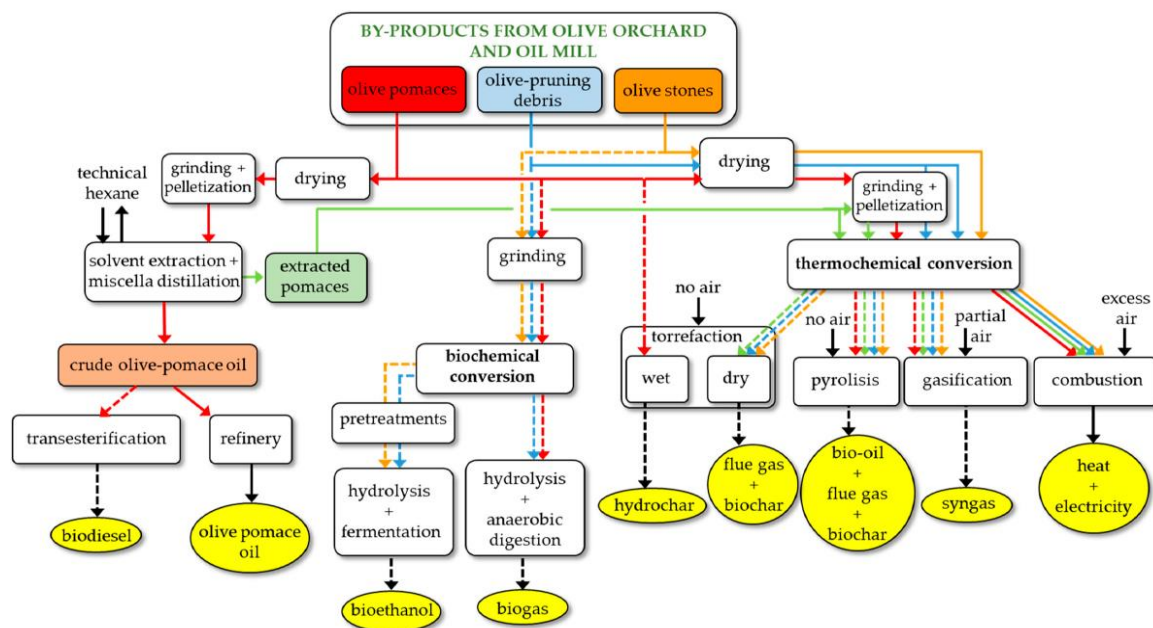 BY-PRODUCTS FROM OLIVE ORCHARD
AND OIL MILL
olive pomaces
olive-pruning
debris
olive stones
technical
hexane
grinding +
pelletization
drying
drying
grinding +
pelletization
solvent extraction +
miscella distillation
extracted
pomaces
grinding
thermochemical conversion
no air
excess
air
no air
partial
air
torrefaction
crude olive-pomace oil
biochemical
conversion
wet
dry
pyrolisis
gasification
combustion
transesterification
refinery
pretreatments
hydrolysis
+
fermentation
hydrolysis
+
anaerobic
digestion
hydrochar
flue gas
+
biochar
bio-oil +
flue gas
+
biochar
syngas
heat
+
electricity
biodiesel
olive pomace
oil
bioethanol
biogas